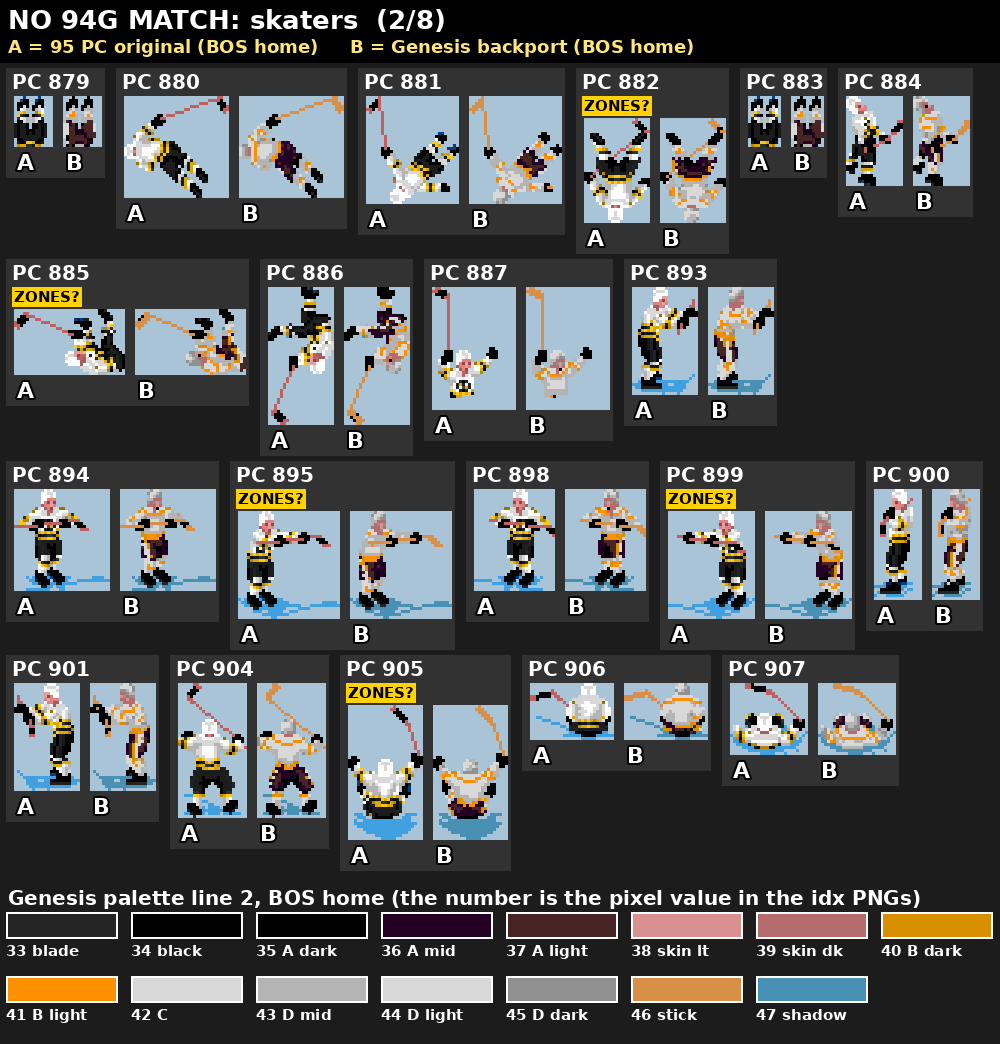 NO 94G MATCH: skaters  (2/8)
A = 95 PC original (BOS home)     B = Genesis backport (BOS home)
PC 879 PC 880 PC 881 PC 882 PC 883 PC 884
ZONES?
A B A B A B A B A B A B
PC 885 PC 886 PC 887 PC 893
ZONES?
A B A B A B A B
PC 894 PC 895 PC 898 PC 899 PC 900
ZONES? ZONES?
A B A B A B A B A B
PC 901 PC 904 PC 905 PC 906 PC 907
ZONES?
A B A B A B A B A B
Genesis palette line 2, BOS home (the number is the pixel value in the idx PNGs)
33 blade 34 black 35 A dark 36 A mid 37 A light 38 skin lt 39 skin dk 40 B dark
41 B light 42 C 43 D mid 44 D light 45 D dark 46 stick 47 shadow